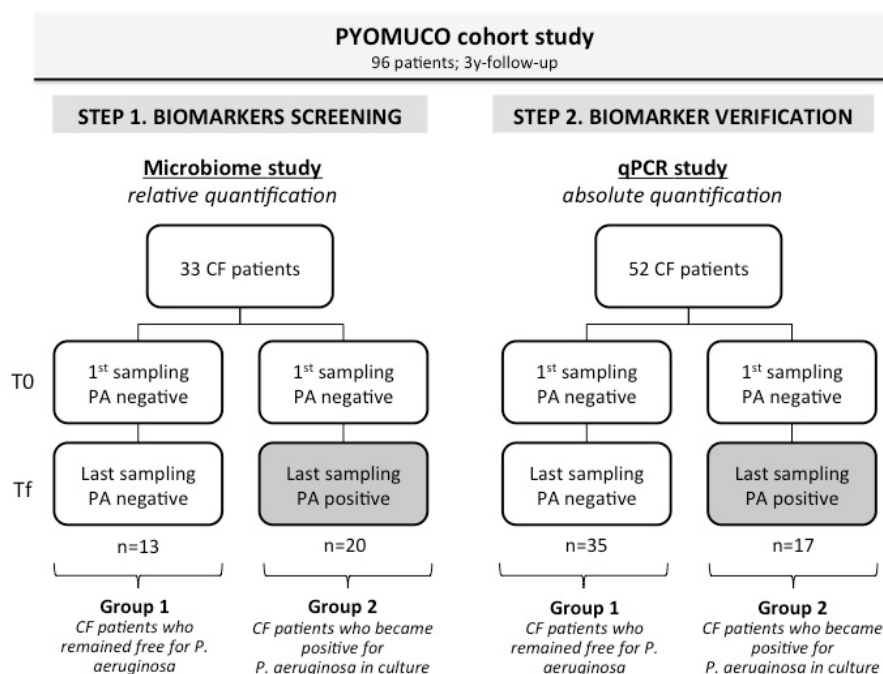 PYOMUCO cohort study
96 patients; 3y-follow-up
STEP 1. BIOMARKERS SCREENING
Microbiome study
relative quantification
33 CF patients
T0
1st sampling
PA negative
1st sampling
PA negative
Tf
Last sampling
PA negative
Last sampling
PA positive
n=13
n=20
Group 1
CF patients who
remained free for P.
aeruginosa
Group 2
CF patients who became
positive for
P. aeruginosa in culture
STEP 2. BIOMARKER VERIFICATION
qPCR study
absolute quantification
52 CF patients
1st sampling
PA negative
1st sampling
PA negative
Last sampling
PA negative
Last sampling
PA positive
n=35
n=17
Group 1
CF patients who
remained free for P.
aeruginosa
Group 2
CF patients who became
positive for
P. aeruginosa in culture